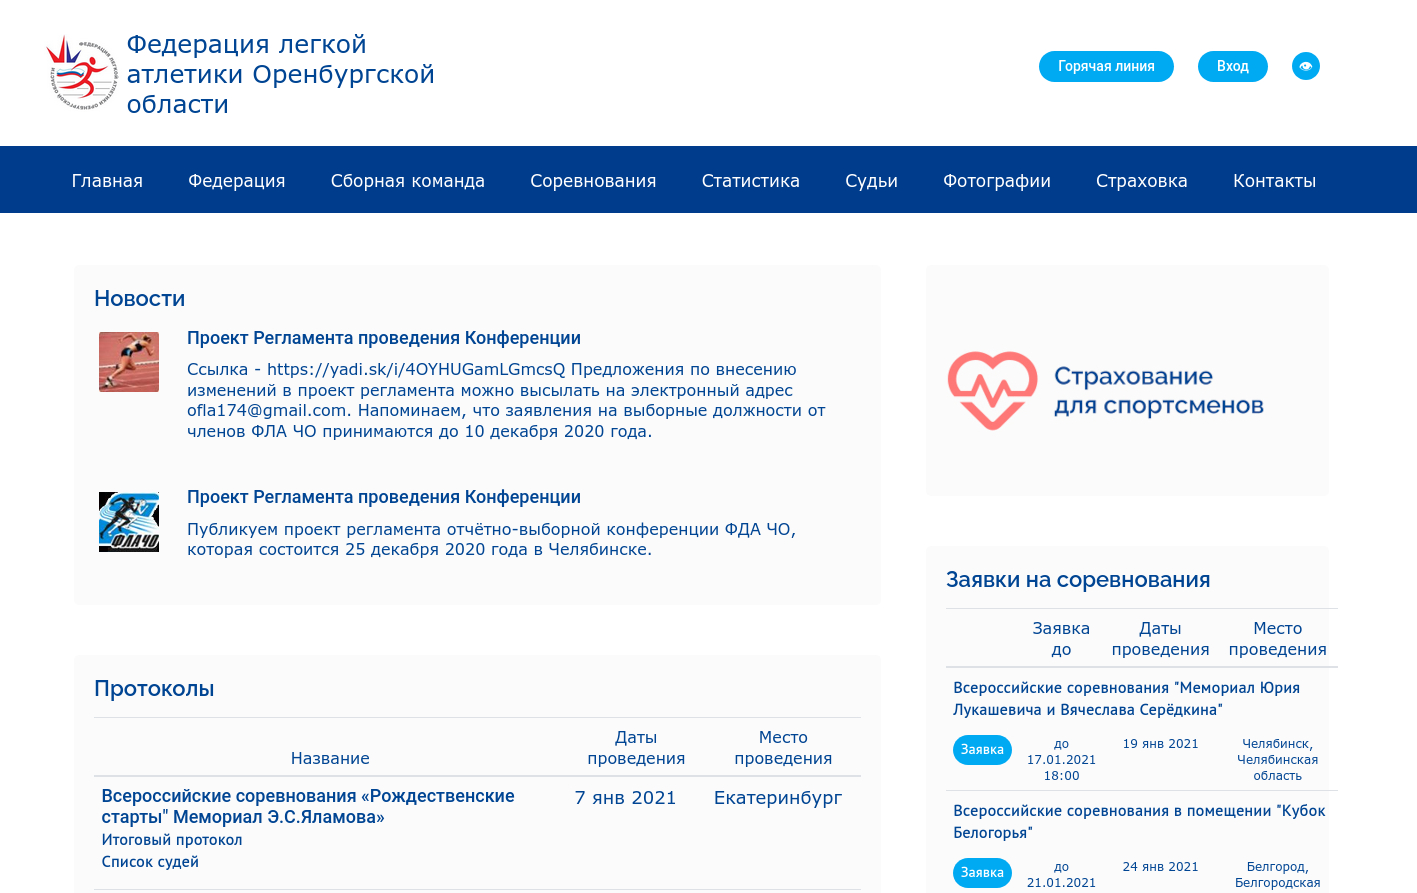 Федерация легкой
атлетики Оренбургской
области
Горячая линия
Вход
Главная
Федерация
Сборная команда
Соревнования
Статистика
Судьи
Фотографии
Страховка
Контакты
Новости
Проект Регламента проведения Конференции
Ссылка - https://yadi.sk/i/4OYHUGamLGmcsQ Предложения по внесению
изменений в проект регламента можно высылать на электронный адрес
ofla174@gmail.com. Напоминаем, что заявления на выборные должности от
членов ФЛА ЧО принимаются до 10 декабря 2020 года.
ФЛАЧО
Проект Регламента проведения Конференции
Публикуем проект регламента отчётно-выборной конференции ФДА ЧО,
которая состоится 25 декабря 2020 года в Челябинске.
Протоколы
Название
Даты
проведения
Место
проведения
Всероссийские соревнования «Рождественские
старты" Мемориал Э.С.Яламова»
Итоговый протокол
Список судей
7 янв 2021
Екатеринбург
Страхование
для спортсменов
Заявки на соревнования
Заявка
до
Даты
проведения
Место
проведения
Всероссийские соревнования "Мемориал Юрия
Лукашевича и Вячеслава Серёдкина"
Заявка
до
17.01.2021
18:00
19 янв 2021
Челябинск,
Челябинская
область
Всероссийские соревнования в помещении "Кубок
Белогорья"
Заявка
до
21.01.2021
24 янв 2021
Белгород,
Белгородская